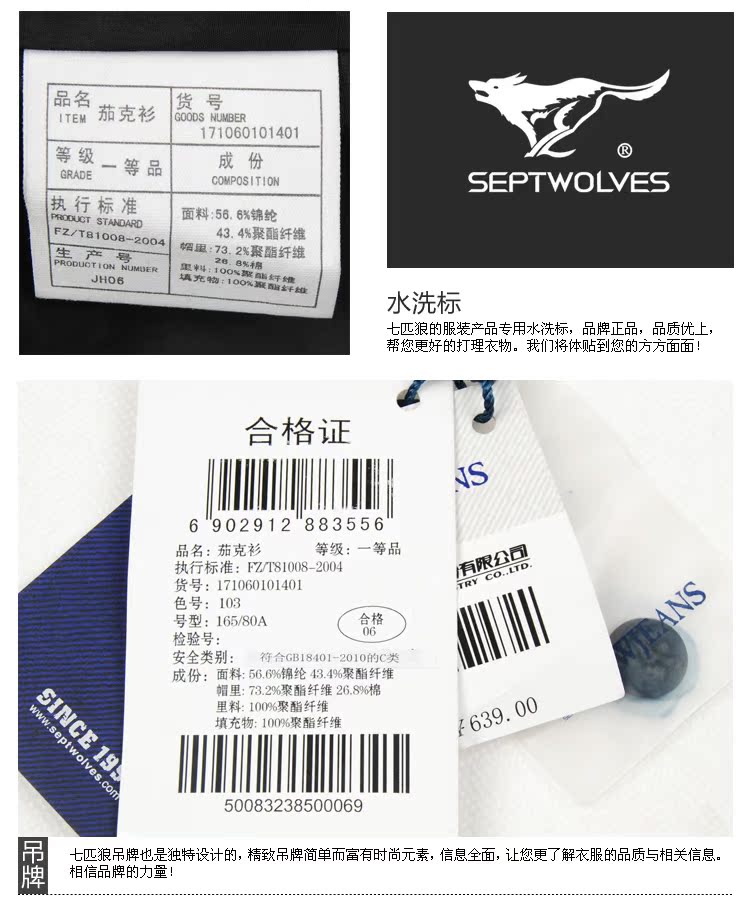 品名
ITEM
茄克衫
货号
GOODS NUMBER
171060101401
等级
GRADE
一等品
成份
COMPOSITION
执行标准
PRODUCT STANDARD
FZ/T81008-2004
生产号
PRODUCTION NUMBER
JH06
面料:56.6%锦纶
43.4%聚酯纤维
帽里:73.2%聚酯纤维
26.8%棉
里料:100%聚酯纤维
填充物:100%聚酯纤维
®
SEPTWOLVES
水洗标
七匹狼的服装产品专用水洗标，品牌正品，品质优上，
帮您更好的打理衣物。我们将体贴到您的方方面面！
合格证
6 902912 883556
品名: 茄克衫 等级: 一等品
执行标准: FZ/T81008-2004
货号: 171060101401
色号: 103
号型: 165/80A
合格
06
检验号:
安全类别: 符合GB18401-2010的C类
成份: 面料: 56.6%锦纶 43.4%聚酯纤维
帽里: 73.2%聚酯纤维 26.8%棉
里料: 100%聚酯纤维
填充物: 100%聚酯纤维
50083238500069
NS
有限公司
TRY CO.,LTD.
¥639.00
WJEANS
SINCE 199
www.septwolves.com
吊牌
七匹狼吊牌也是独特设计的，精致吊牌简单而富有时尚元素，信息全面，让您更了解衣服的品质与相关信息。
相信品牌的力量！